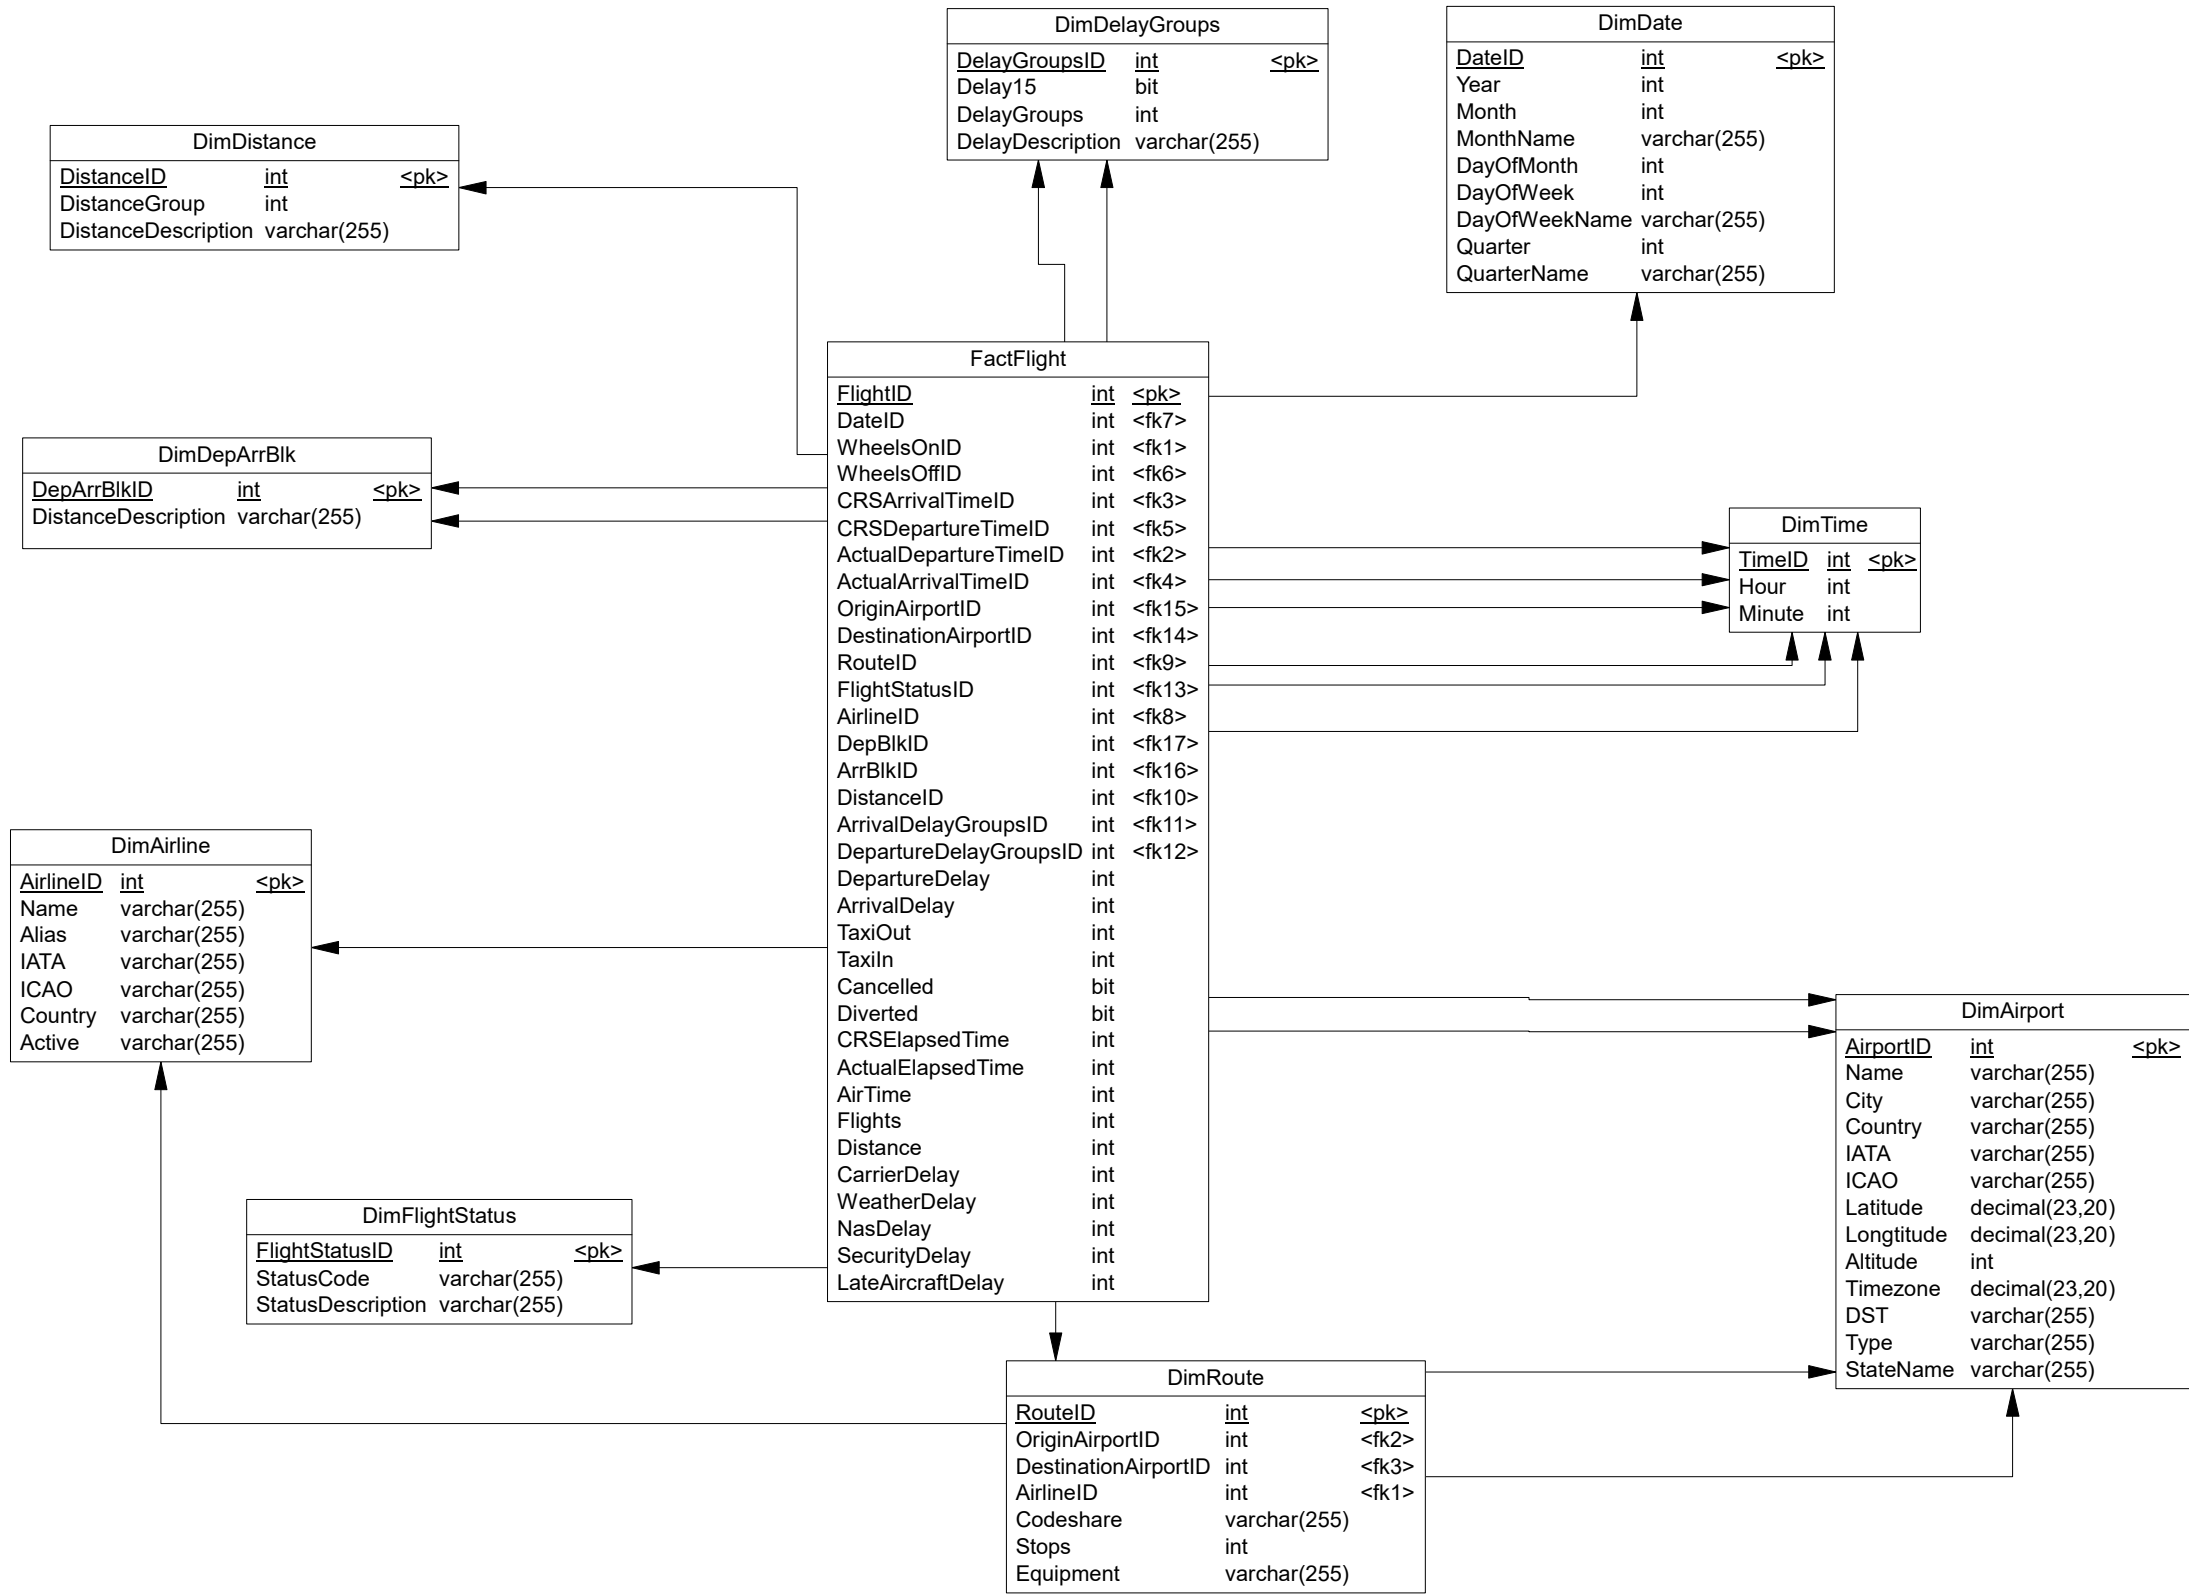 DimDelayGroups
DelayGroupsID int <pk>
Delay15 bit
DelayGroups int
DelayDescription varchar(255)
DimDate
DateID int <pk>
Year int
Month int
MonthName varchar(255)
DayOfMonth int
DayOfWeek int
DayOfWeekName varchar(255)
Quarter int
QuarterName varchar(255)
DimDistance
DistanceID int <pk>
DistanceGroup int
DistanceDescription varchar(255)
FactFlight
FlightID int <pk>
DateID int <fk7>
WheelsOnID int <fk1>
WheelsOffID int <fk6>
CRSArrivalTimeID int <fk3>
CRSDepartureTimeID int <fk5>
ActualDepartureTimeID int <fk2>
ActualArrivalTimeID int <fk4>
OriginAirportID int <fk15>
DestinationAirportID int <fk14>
RouteID int <fk9>
FlightStatusID int <fk13>
AirlineID int <fk8>
DepBlkID int <fk17>
ArrBlkID int <fk16>
DistanceID int <fk10>
ArrivalDelayGroupsID int <fk11>
DepartureDelayGroupsID int <fk12>
DepartureDelay int
ArrivalDelay int
TaxiOut int
TaxiIn int
Cancelled bit
Diverted bit
CRSElapsedTime int
ActualElapsedTime int
AirTime int
Flights int
Distance int
CarrierDelay int
WeatherDelay int
NasDelay int
SecurityDelay int
LateAircraftDelay int
DimDepArrBlk
DepArrBlkID int <pk>
DistanceDescription varchar(255)
DimTime
TimeID int <pk>
Hour int
Minute int
DimAirline
AirlineID int <pk>
Name varchar(255)
Alias varchar(255)
IATA varchar(255)
ICAO varchar(255)
Country varchar(255)
Active varchar(255)
DimAirport
AirportID int <pk>
Name varchar(255)
City varchar(255)
Country varchar(255)
IATA varchar(255)
ICAO varchar(255)
Latitude decimal(23,20)
Longtitude decimal(23,20)
Altitude int
Timezone decimal(23,20)
DST varchar(255)
Type varchar(255)
StateName varchar(255)
DimFlightStatus
FlightStatusID int <pk>
StatusCode varchar(255)
StatusDescription varchar(255)
DimRoute
RouteID int <pk>
OriginAirportID int <fk2>
DestinationAirportID int <fk3>
AirlineID int <fk1>
Codeshare varchar(255)
Stops int
Equipment varchar(255)